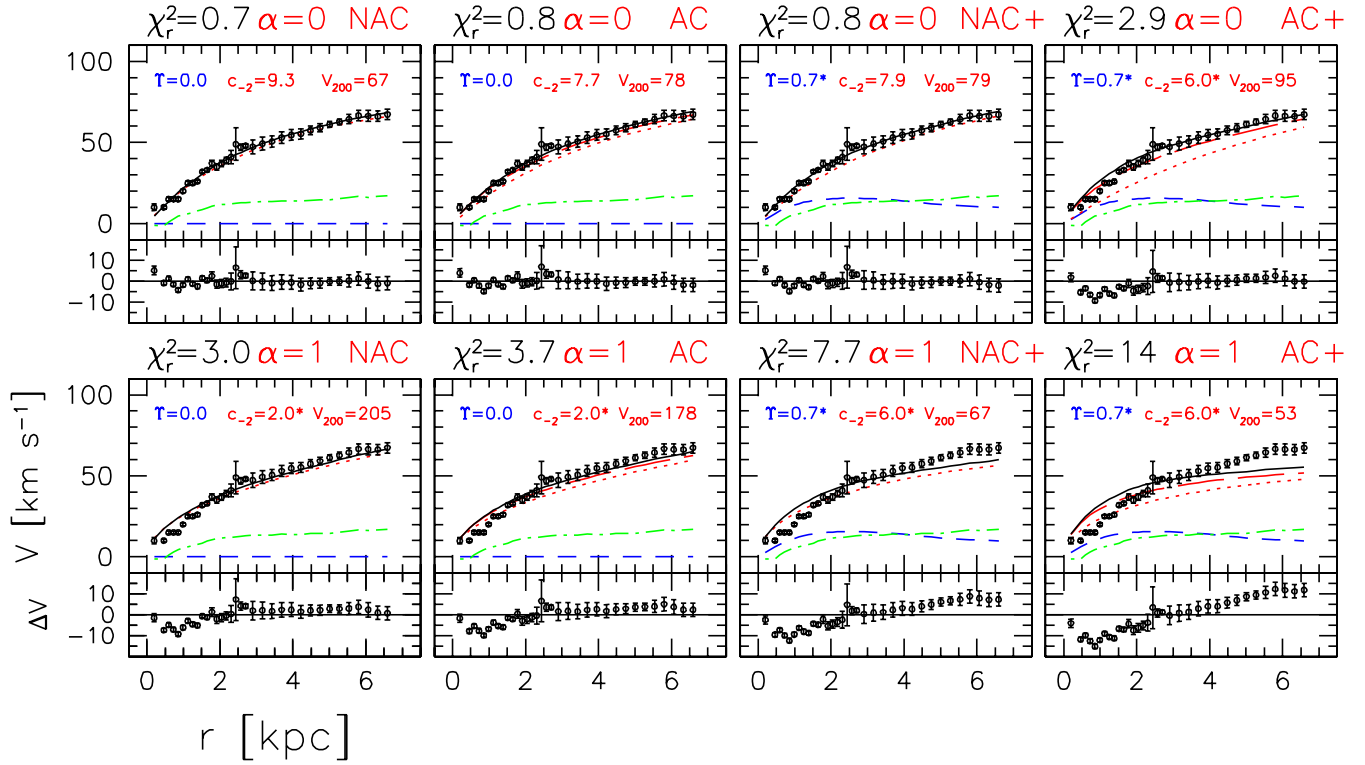 χ²ᵣ=0.7 α=0 NAC χ²ᵣ=0.8 α=0 AC χ²ᵣ=0.8 α=0 NAC+ χ²ᵣ=2.9 α=0 AC+
100
ϒ=0.0 c₋₂=9.3 V₂₀₀=67 ϒ=0.0 c₋₂=7.7 V₂₀₀=78 ϒ=0.7* c₋₂=7.9 V₂₀₀=79 ϒ=0.7* c₋₂=6.0* V₂₀₀=95
50
0
10
0
−10
χ²ᵣ=3.0 α=1 NAC χ²ᵣ=3.7 α=1 AC χ²ᵣ=7.7 α=1 NAC+ χ²ᵣ=14 α=1 AC+
100
ϒ=0.0 c₋₂=2.0* V₂₀₀=205 ϒ=0.0 c₋₂=2.0* V₂₀₀=178 ϒ=0.7* c₋₂=6.0* V₂₀₀=67 ϒ=0.7* c₋₂=6.0* V₂₀₀=53
V [km s⁻¹]
50
0
ΔV
10
0
−10
0 2 4 6 0 2 4 6 0 2 4 6 0 2 4 6
r [kpc]